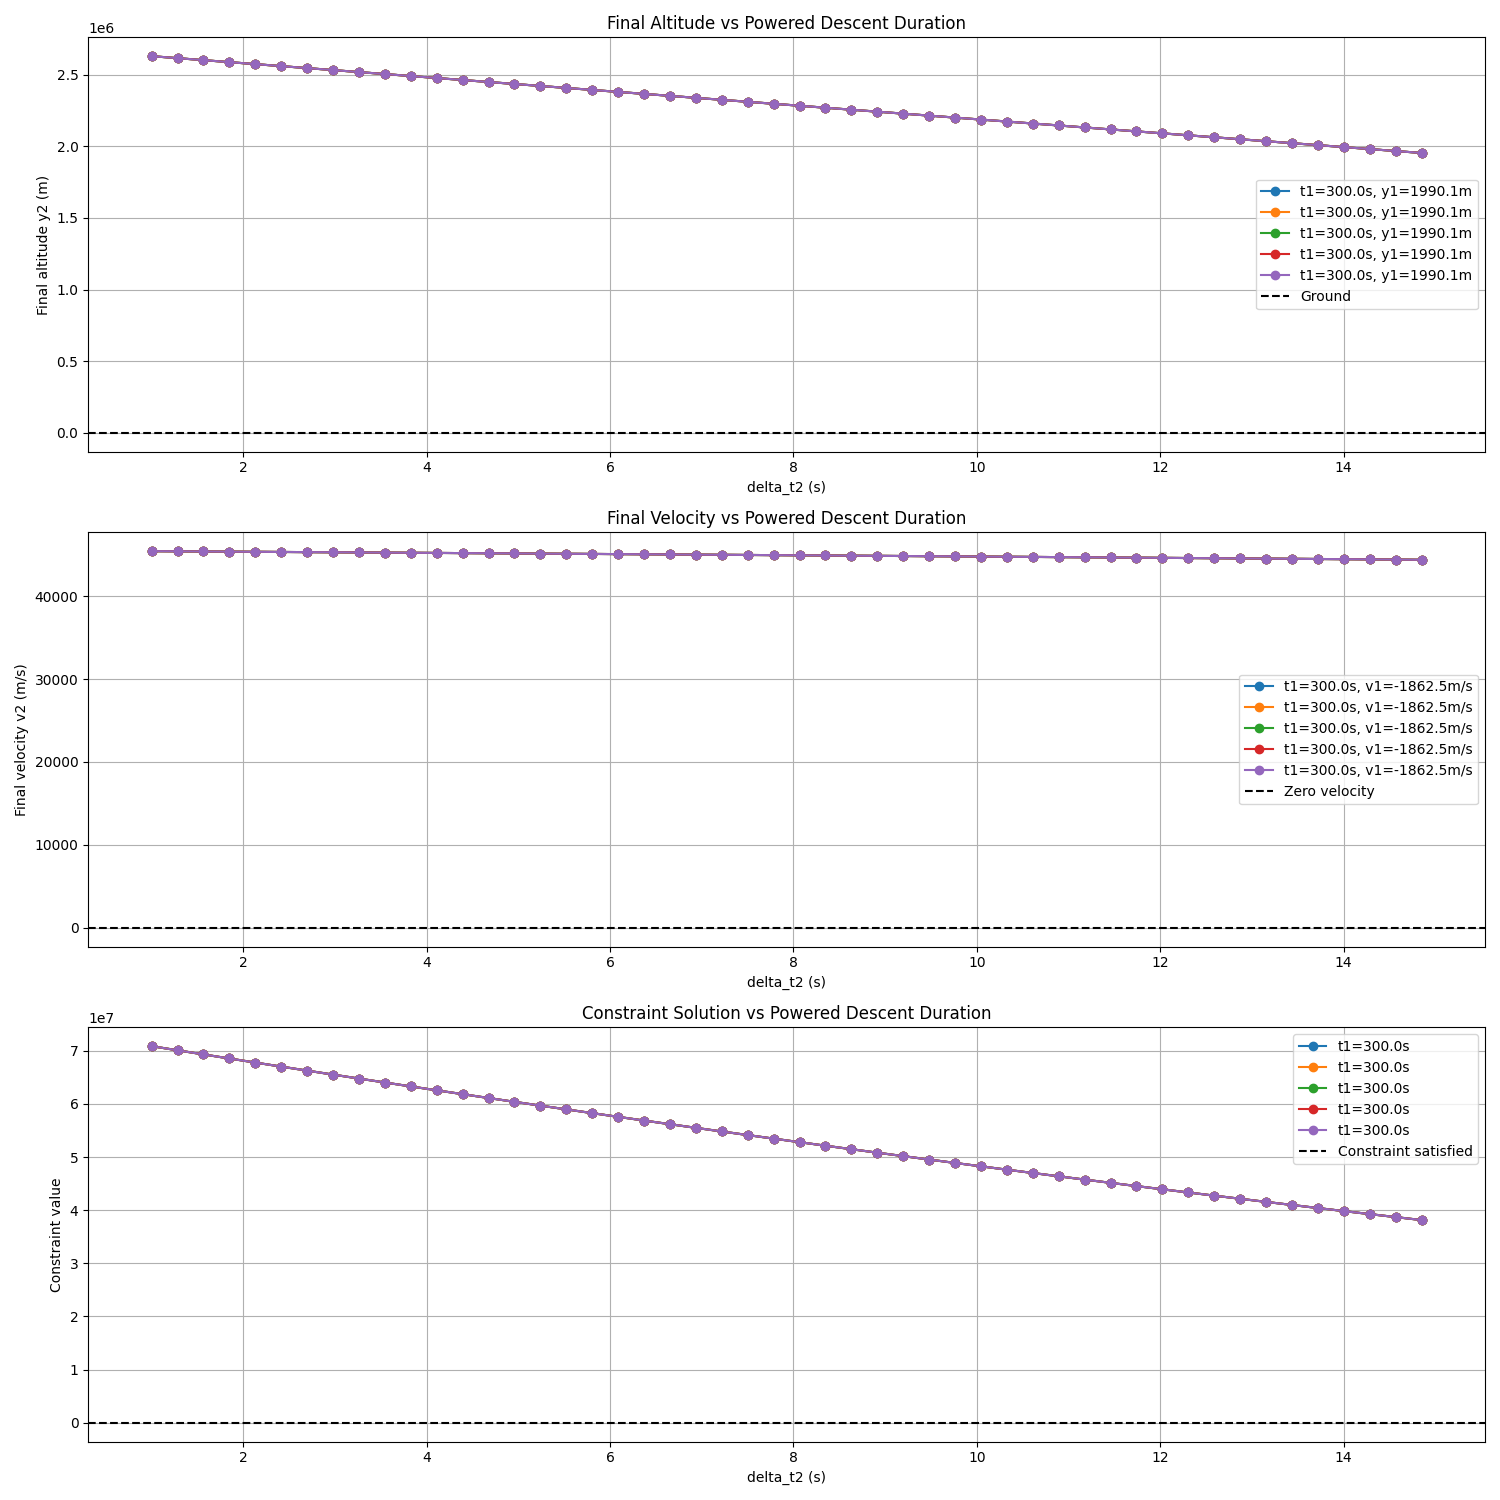 Final Altitude vs Powered Descent Duration
1e6
2.5
2.0
1.5
1.0
0.5
0.0
Final altitude y2 (m)
t1=300.0s, y1=1990.1m
t1=300.0s, y1=1990.1m
t1=300.0s, y1=1990.1m
t1=300.0s, y1=1990.1m
t1=300.0s, y1=1990.1m
Ground
2 4 6 8 10 12 14
delta_t2 (s)
Final Velocity vs Powered Descent Duration
40000
30000
20000
10000
0
Final velocity v2 (m/s)
t1=300.0s, v1=-1862.5m/s
t1=300.0s, v1=-1862.5m/s
t1=300.0s, v1=-1862.5m/s
t1=300.0s, v1=-1862.5m/s
t1=300.0s, v1=-1862.5m/s
Zero velocity
2 4 6 8 10 12 14
delta_t2 (s)
Constraint Solution vs Powered Descent Duration
1e7
7
6
5
4
3
2
1
0
Constraint value
t1=300.0s
t1=300.0s
t1=300.0s
t1=300.0s
t1=300.0s
Constraint satisfied
2 4 6 8 10 12 14
delta_t2 (s)